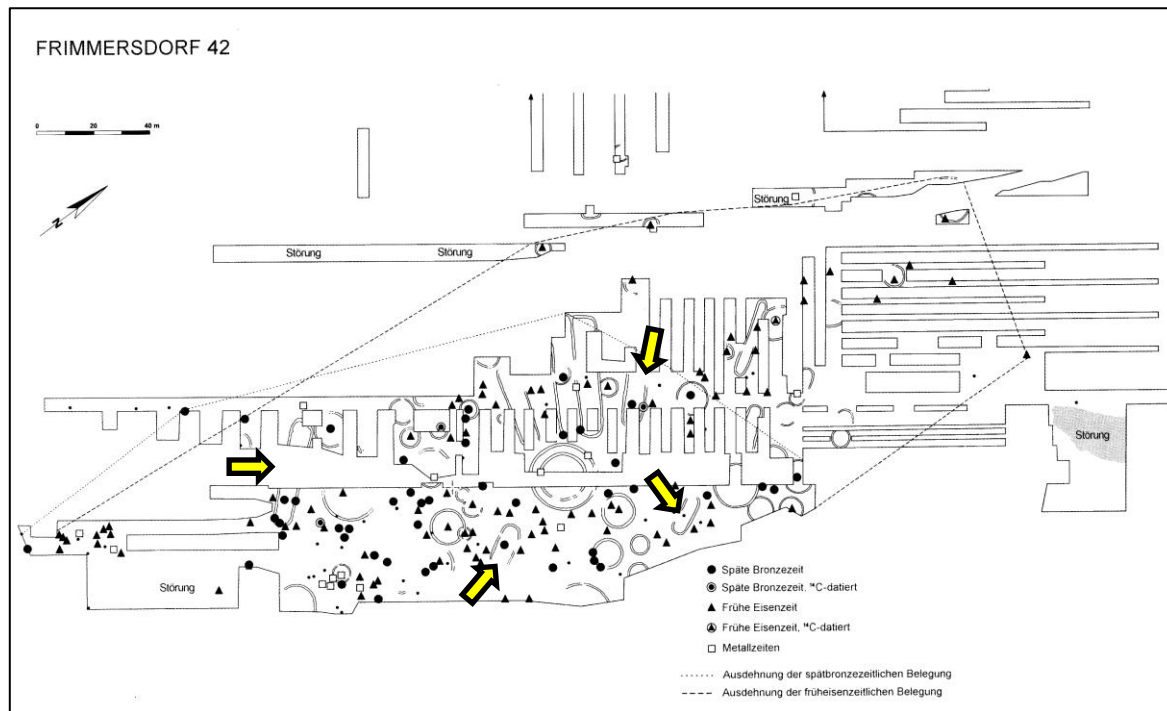 FRIMMERSDORF 42
0 20 40 m
N
Störung
Störung Störung
Störung
Störung
Späte Bronzezeit
Späte Bronzezeit, ¹⁴C-datiert
Frühe Eisenzeit
Frühe Eisenzeit, ¹⁴C-datiert
Metallzeiten
Ausdehnung der spätbronzezeitlichen Belegung
Ausdehnung der früheisenzeitlichen Belegung